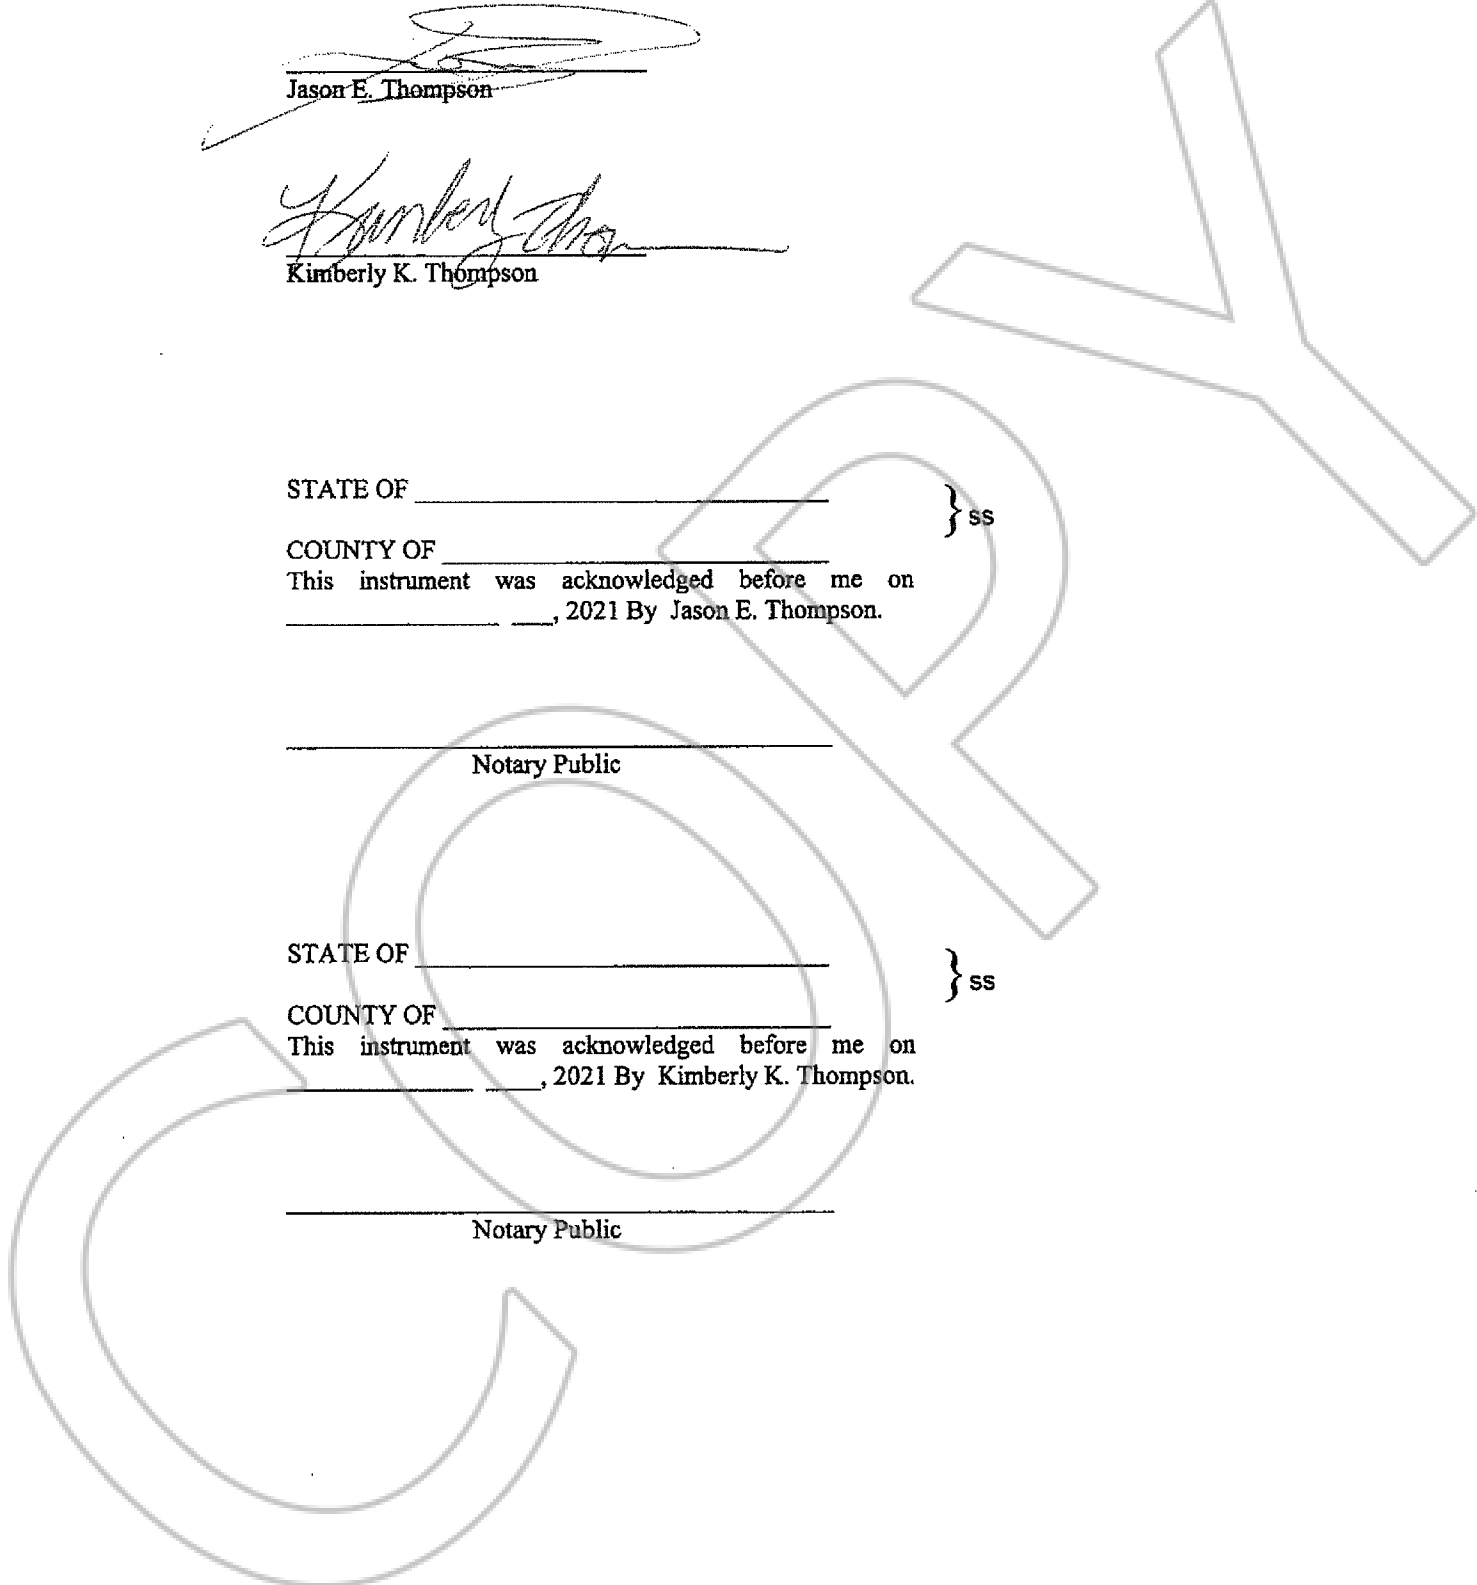 Jason E. Thompson
Kimberly Thom
Kimberly K. Thompson
STATE OF
} ss
COUNTY OF
This instrument was acknowledged before me on
, 2021 By Jason E. Thompson.
Notary Public
STATE OF
} ss
COUNTY OF
This instrument was acknowledged before me on
, 2021 By Kimberly K. Thompson.
Notary Public
COPY